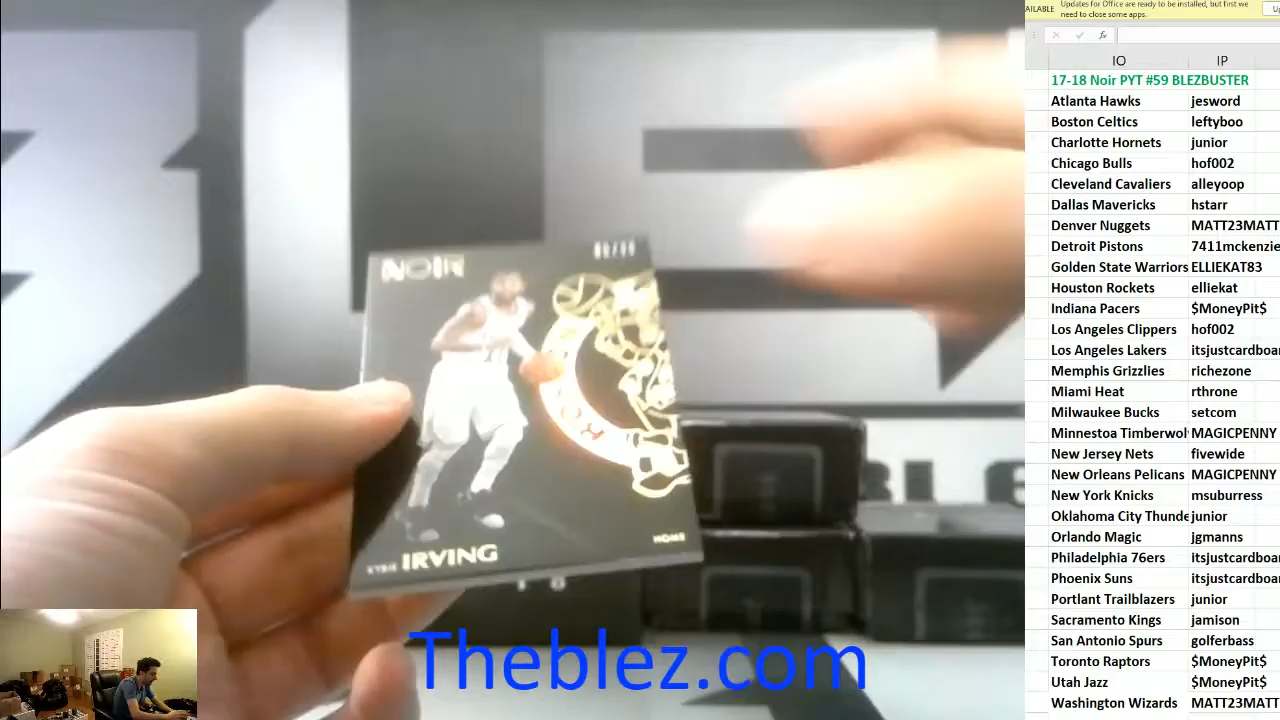 AILABLE Updates for Office are ready to be installed, but first we
need to close some apps.
fx
IO IP
17-18 Noir PYT #59 BLEZBUSTER
Atlanta Hawks jesword
Boston Celtics leftyboo
Charlotte Hornets junior
Chicago Bulls hof002
Cleveland Cavaliers alleyoop
Dallas Mavericks hstarr
Denver Nuggets MATT23MATT
Detroit Pistons 7411mckenzie
Golden State Warriors ELLIEKAT83
Houston Rockets elliekat
Indiana Pacers $MoneyPit$
Los Angeles Clippers hof002
Los Angeles Lakers itsjustcardboar
Memphis Grizzlies richezone
Miami Heat rthrone
Milwaukee Bucks setcom
Minnestoa Timberwol MAGICPENNY
New Jersey Nets fivewide
New Orleans Pelicans MAGICPENNY
New York Knicks msuburress
Oklahoma City Thunde junior
Orlando Magic jgmanns
Philadelphia 76ers itsjustcardboar
Phoenix Suns itsjustcardboar
Portlant Trailblazers junior
Sacramento Kings jamison
San Antonio Spurs golferbass
Toronto Raptors $MoneyPit$
Utah Jazz $MoneyPit$
Washington Wizards MATT23MATT
NOIR
KYRIE IRVING
HOME
Theblez.com